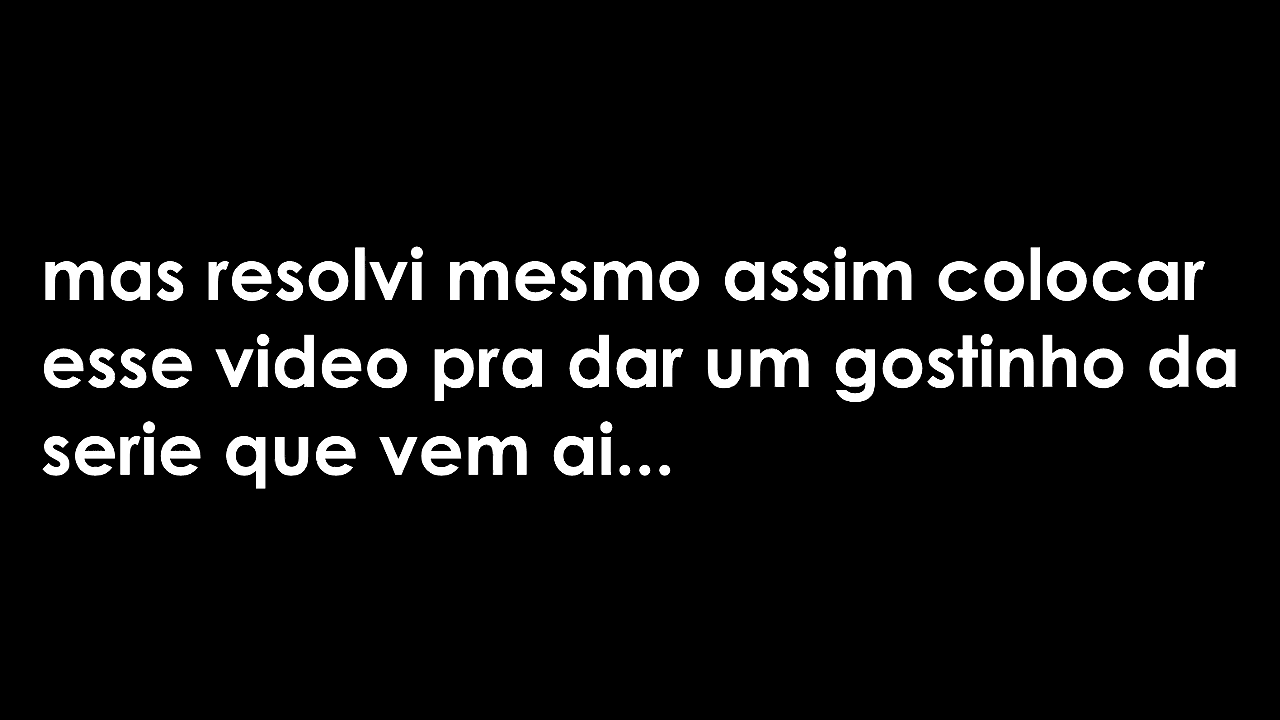 mas resolvi mesmo assim colocar
esse video pra dar um gostinho da
serie que vem ai...